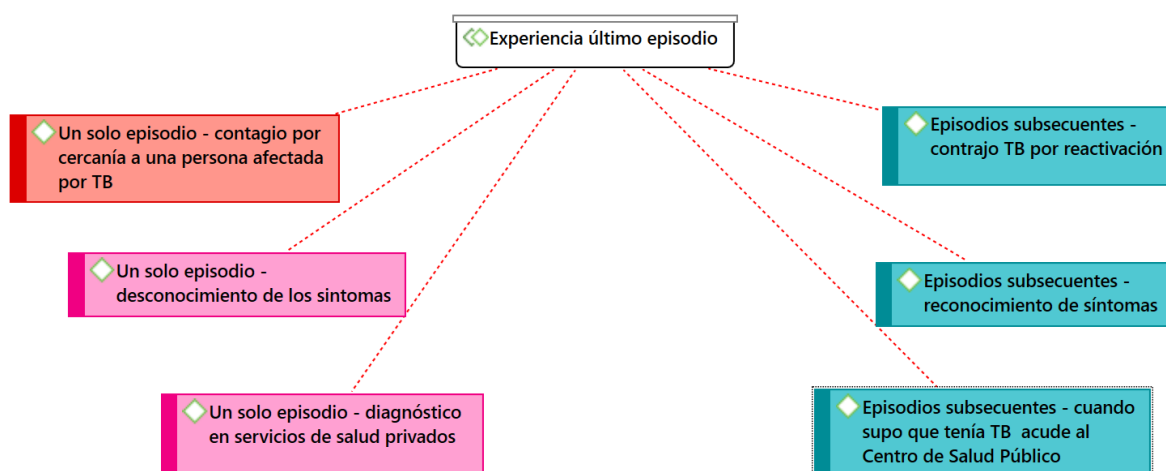 Experiencia último episodio
Un solo episodio - contagio por
cercanía a una persona afectada
por TB
Episodios subsecuentes -
contrajo TB por reactivación
Un solo episodio -
desconocimiento de los sintomas
Episodios subsecuentes -
reconocimiento de síntomas
Un solo episodio - diagnóstico
en servicios de salud privados
Episodios subsecuentes - cuando
supo que tenía TB acude al
Centro de Salud Público